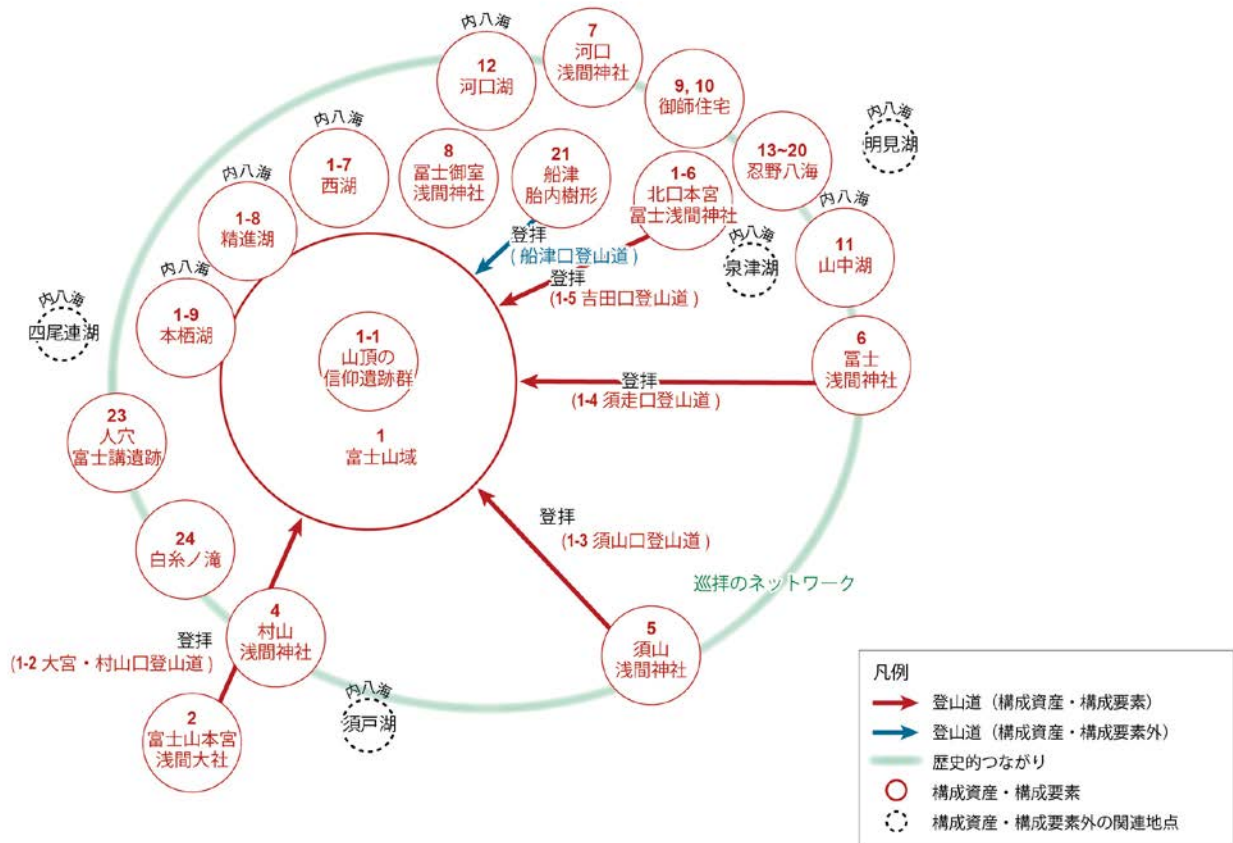 内八海
12
河口湖
7
河口
浅間神社
9, 10
御師住宅
内八海
明見湖
内八海
1-7
西湖
8
冨士御室
浅間神社
21
船津
胎内樹形
1-6
北口本宮
冨士浅間神社
13~20
忍野八海
内八海
1-8
精進湖
内八海
11
山中湖
登拝
(船津口登山道)
内八海
泉津湖
登拝
(1-5 吉田口登山道)
内八海
1-9
本栖湖
内八海
四尾連湖
1-1
山頂の
信仰遺跡群
6
冨士
浅間神社
登拝
(1-4 須走口登山道)
23
人穴
富士講遺跡
1
富士山域
24
白糸ノ滝
登拝
(1-3 須山口登山道)
巡拝のネットワーク
4
村山
浅間神社
登拝
(1-2 大宮・村山口登山道)
5
須山
浅間神社
内八海
須戸湖
2
富士山本宮
浅間大社
凡例
登山道（構成資産・構成要素）
登山道（構成資産・構成要素外）
歴史的つながり
構成資産・構成要素
構成資産・構成要素外の関連地点